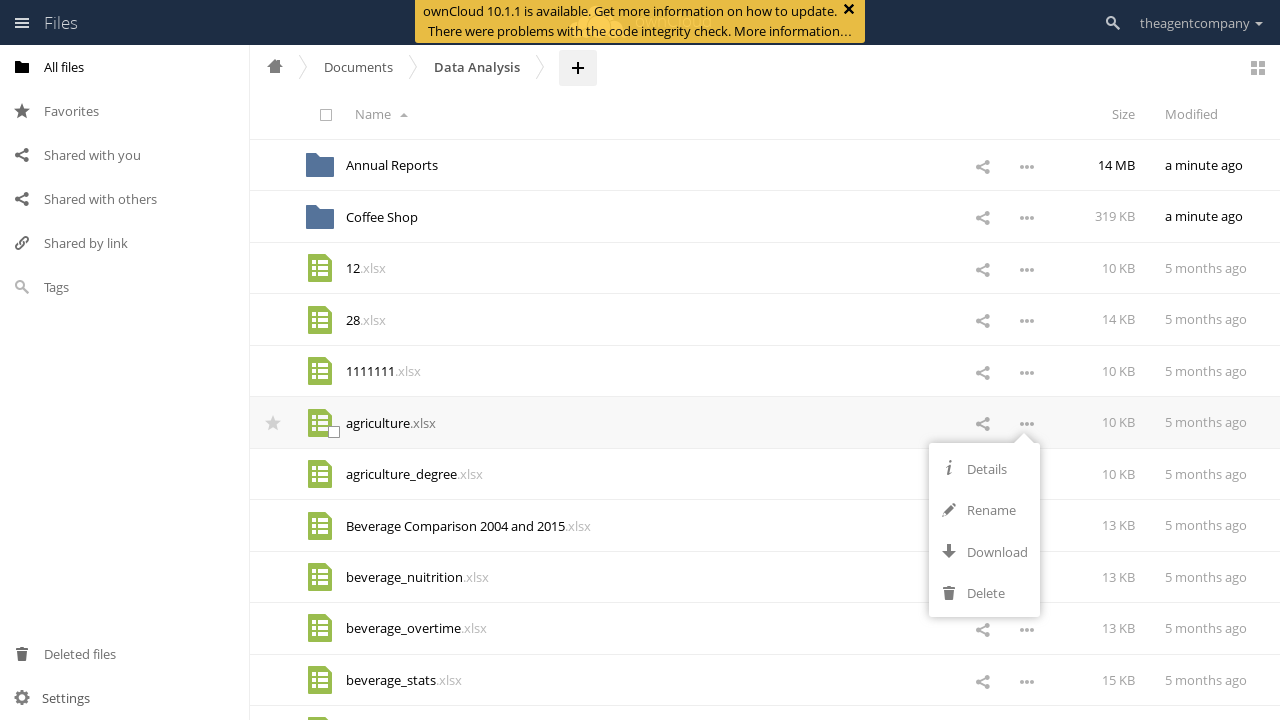 Files
ownCloud 10.1.1 is available. Get more information on how to update.
There were problems with the code integrity check. More information…
theagentcompany
All files
Favorites
Shared with you
Shared with others
Shared by link
Tags
Deleted files
Settings
Documents
Data Analysis
Name
Size
Modified
Annual Reports
14 MB
a minute ago
Coffee Shop
319 KB
a minute ago
12.xlsx
10 KB
5 months ago
28.xlsx
14 KB
5 months ago
1111111.xlsx
10 KB
5 months ago
agriculture.xlsx
10 KB
5 months ago
agriculture_degree.xlsx
10 KB
5 months ago
Beverage Comparison 2004 and 2015.xlsx
13 KB
5 months ago
beverage_nuitrition.xlsx
13 KB
5 months ago
beverage_overtime.xlsx
13 KB
5 months ago
beverage_stats.xlsx
15 KB
5 months ago
Details
Rename
Download
Delete